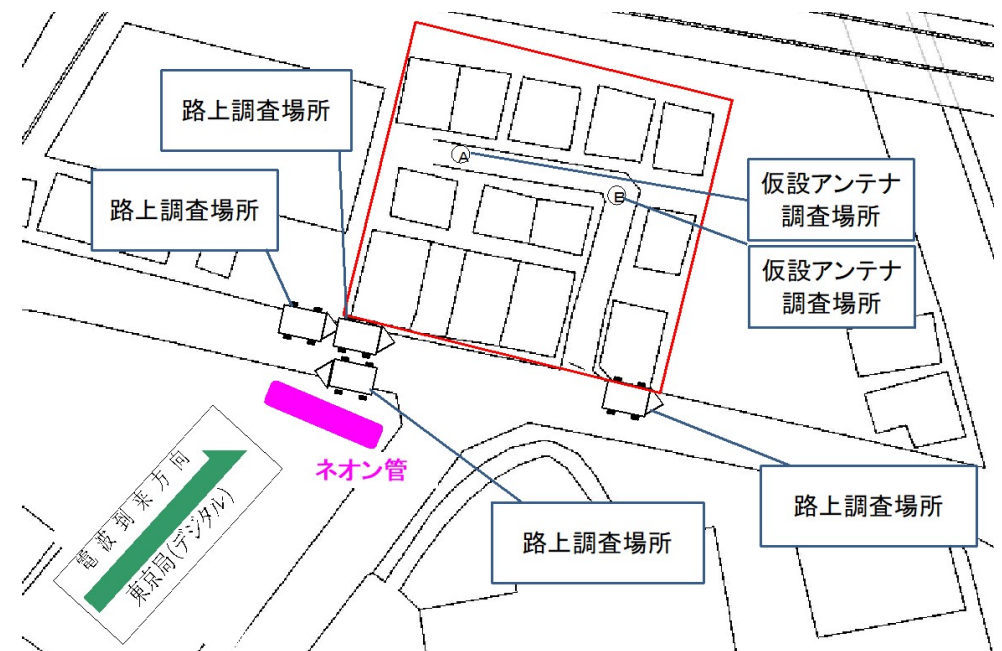 路上調査場所
路上調査場所
A
B
仮設アンテナ
調査場所
仮設アンテナ
調査場所
ネオン管
電波到来方向
東京局(デジタル)
路上調査場所
路上調査場所